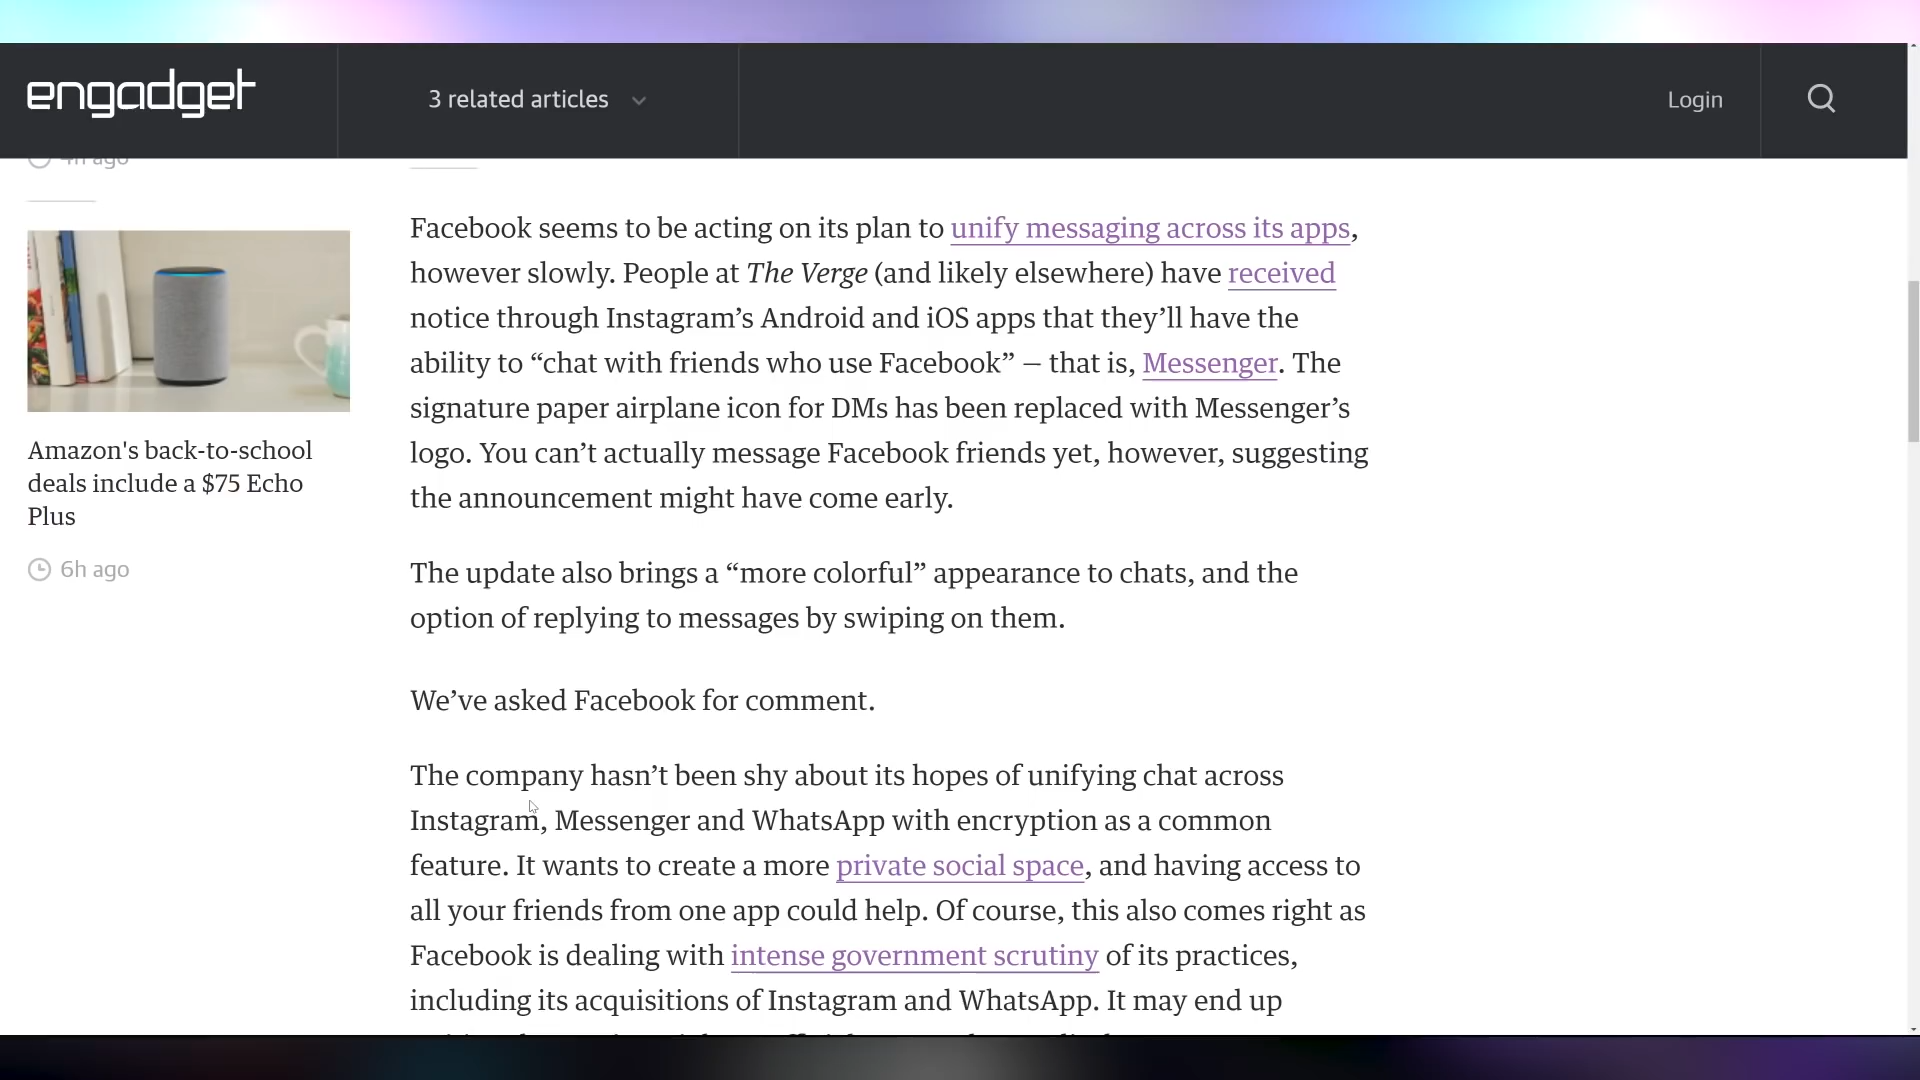 engadget
3 related articles
Login
4h ago
Amazon's back-to-school
deals include a $75 Echo
Plus
6h ago
Facebook seems to be acting on its plan to unify messaging across its apps,
however slowly. People at The Verge (and likely elsewhere) have received
notice through Instagram’s Android and iOS apps that they’ll have the
ability to “chat with friends who use Facebook” — that is, Messenger. The
signature paper airplane icon for DMs has been replaced with Messenger’s
logo. You can’t actually message Facebook friends yet, however, suggesting
the announcement might have come early.
The update also brings a “more colorful” appearance to chats, and the
option of replying to messages by swiping on them.
We’ve asked Facebook for comment.
The company hasn’t been shy about its hopes of unifying chat across
Instagram, Messenger and WhatsApp with encryption as a common
feature. It wants to create a more private social space, and having access to
all your friends from one app could help. Of course, this also comes right as
Facebook is dealing with intense government scrutiny of its practices,
including its acquisitions of Instagram and WhatsApp. It may end up